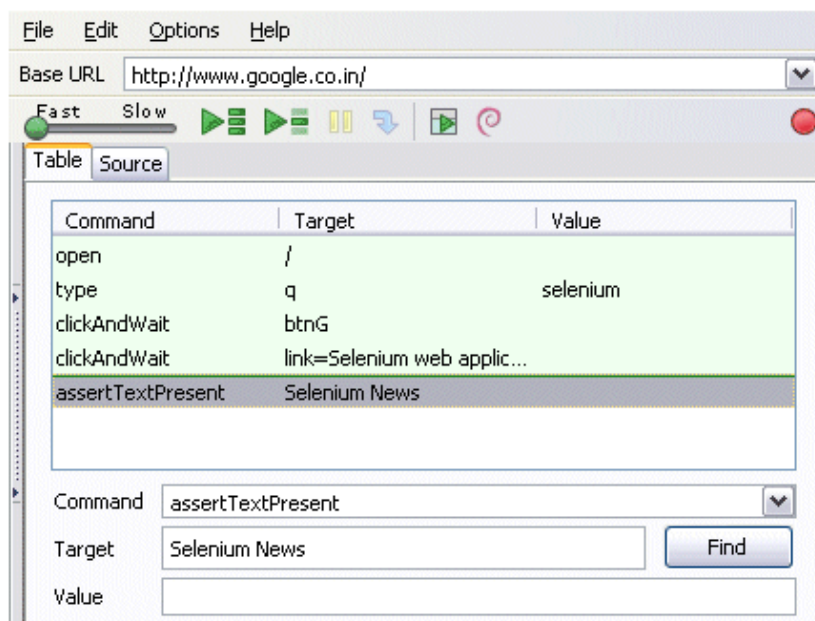 File Edit Options Help
Base URL http://www.google.co.in/
Fast Slow
Table Source
Command Target Value
open /
type q selenium
clickAndWait btnG
clickAndWait link=Selenium web applic...
assertTextPresent Selenium News
Command assertTextPresent
Target Selenium News Find
Value